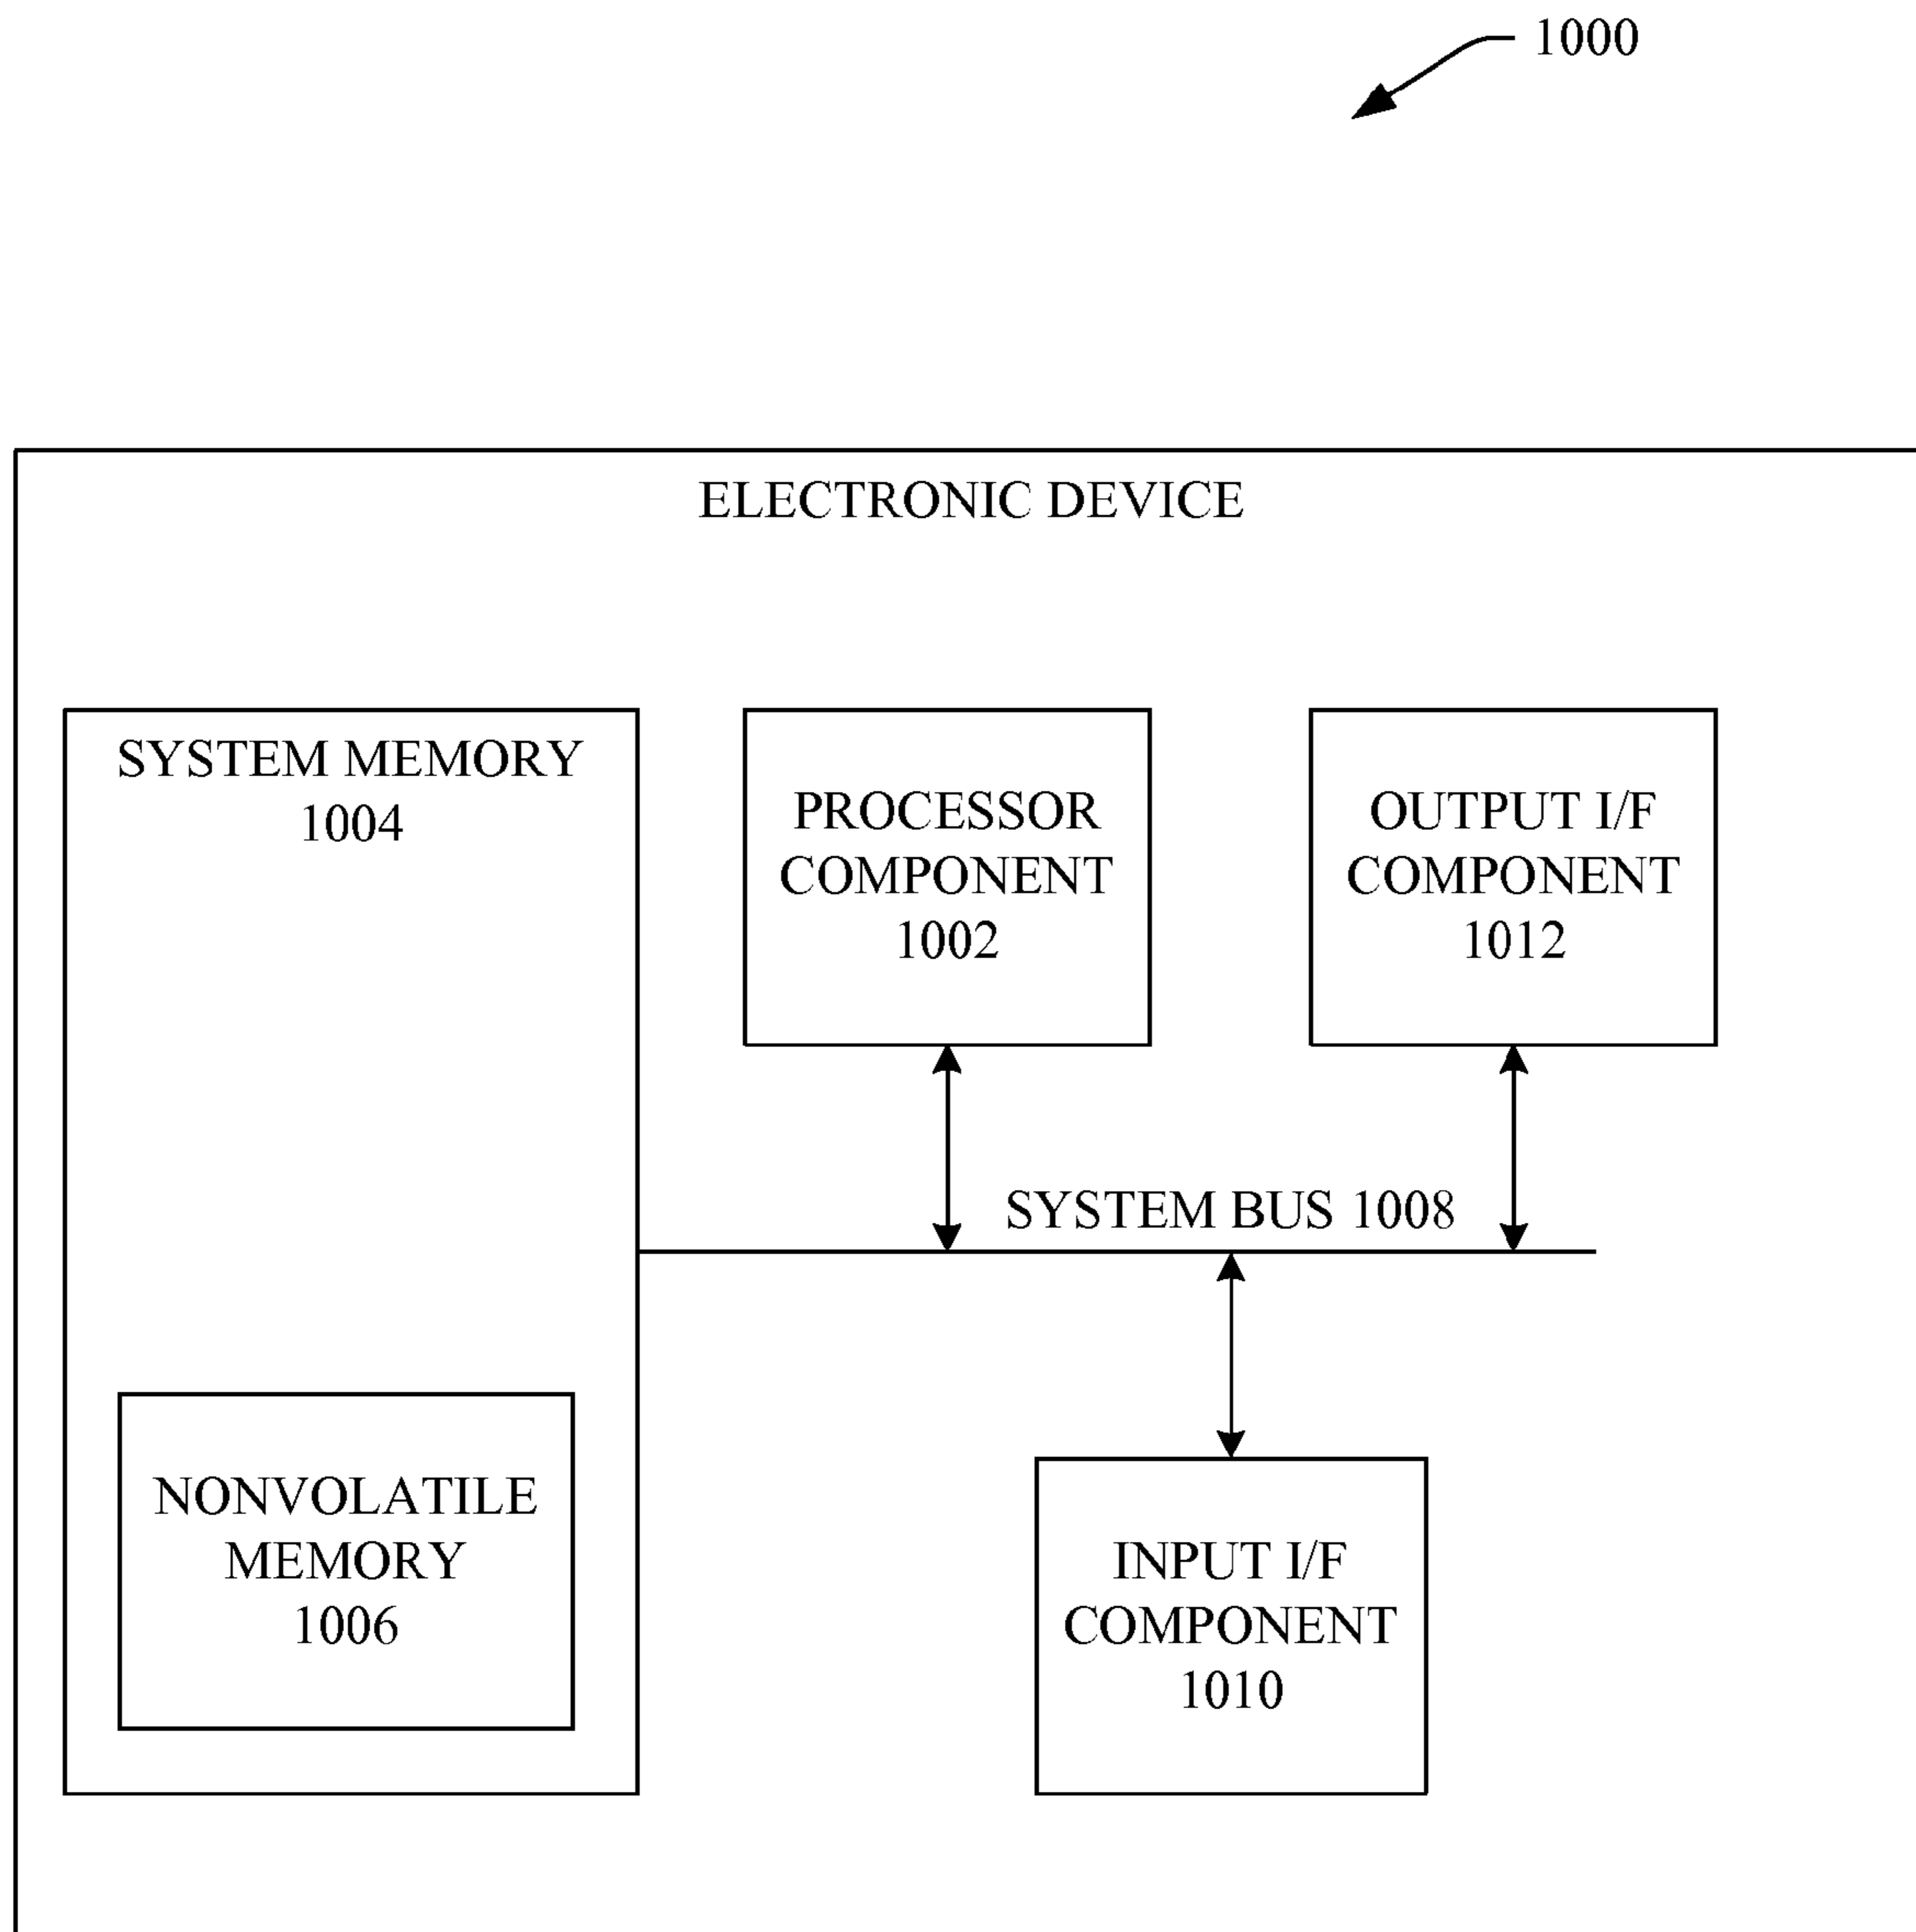 1000
ELECTRONIC DEVICE
SYSTEM MEMORY
1004
PROCESSOR
COMPONENT
1002
OUTPUT I/F
COMPONENT
1012
SYSTEM BUS 1008
NONVOLATILE
MEMORY
1006
INPUT I/F
COMPONENT
1010